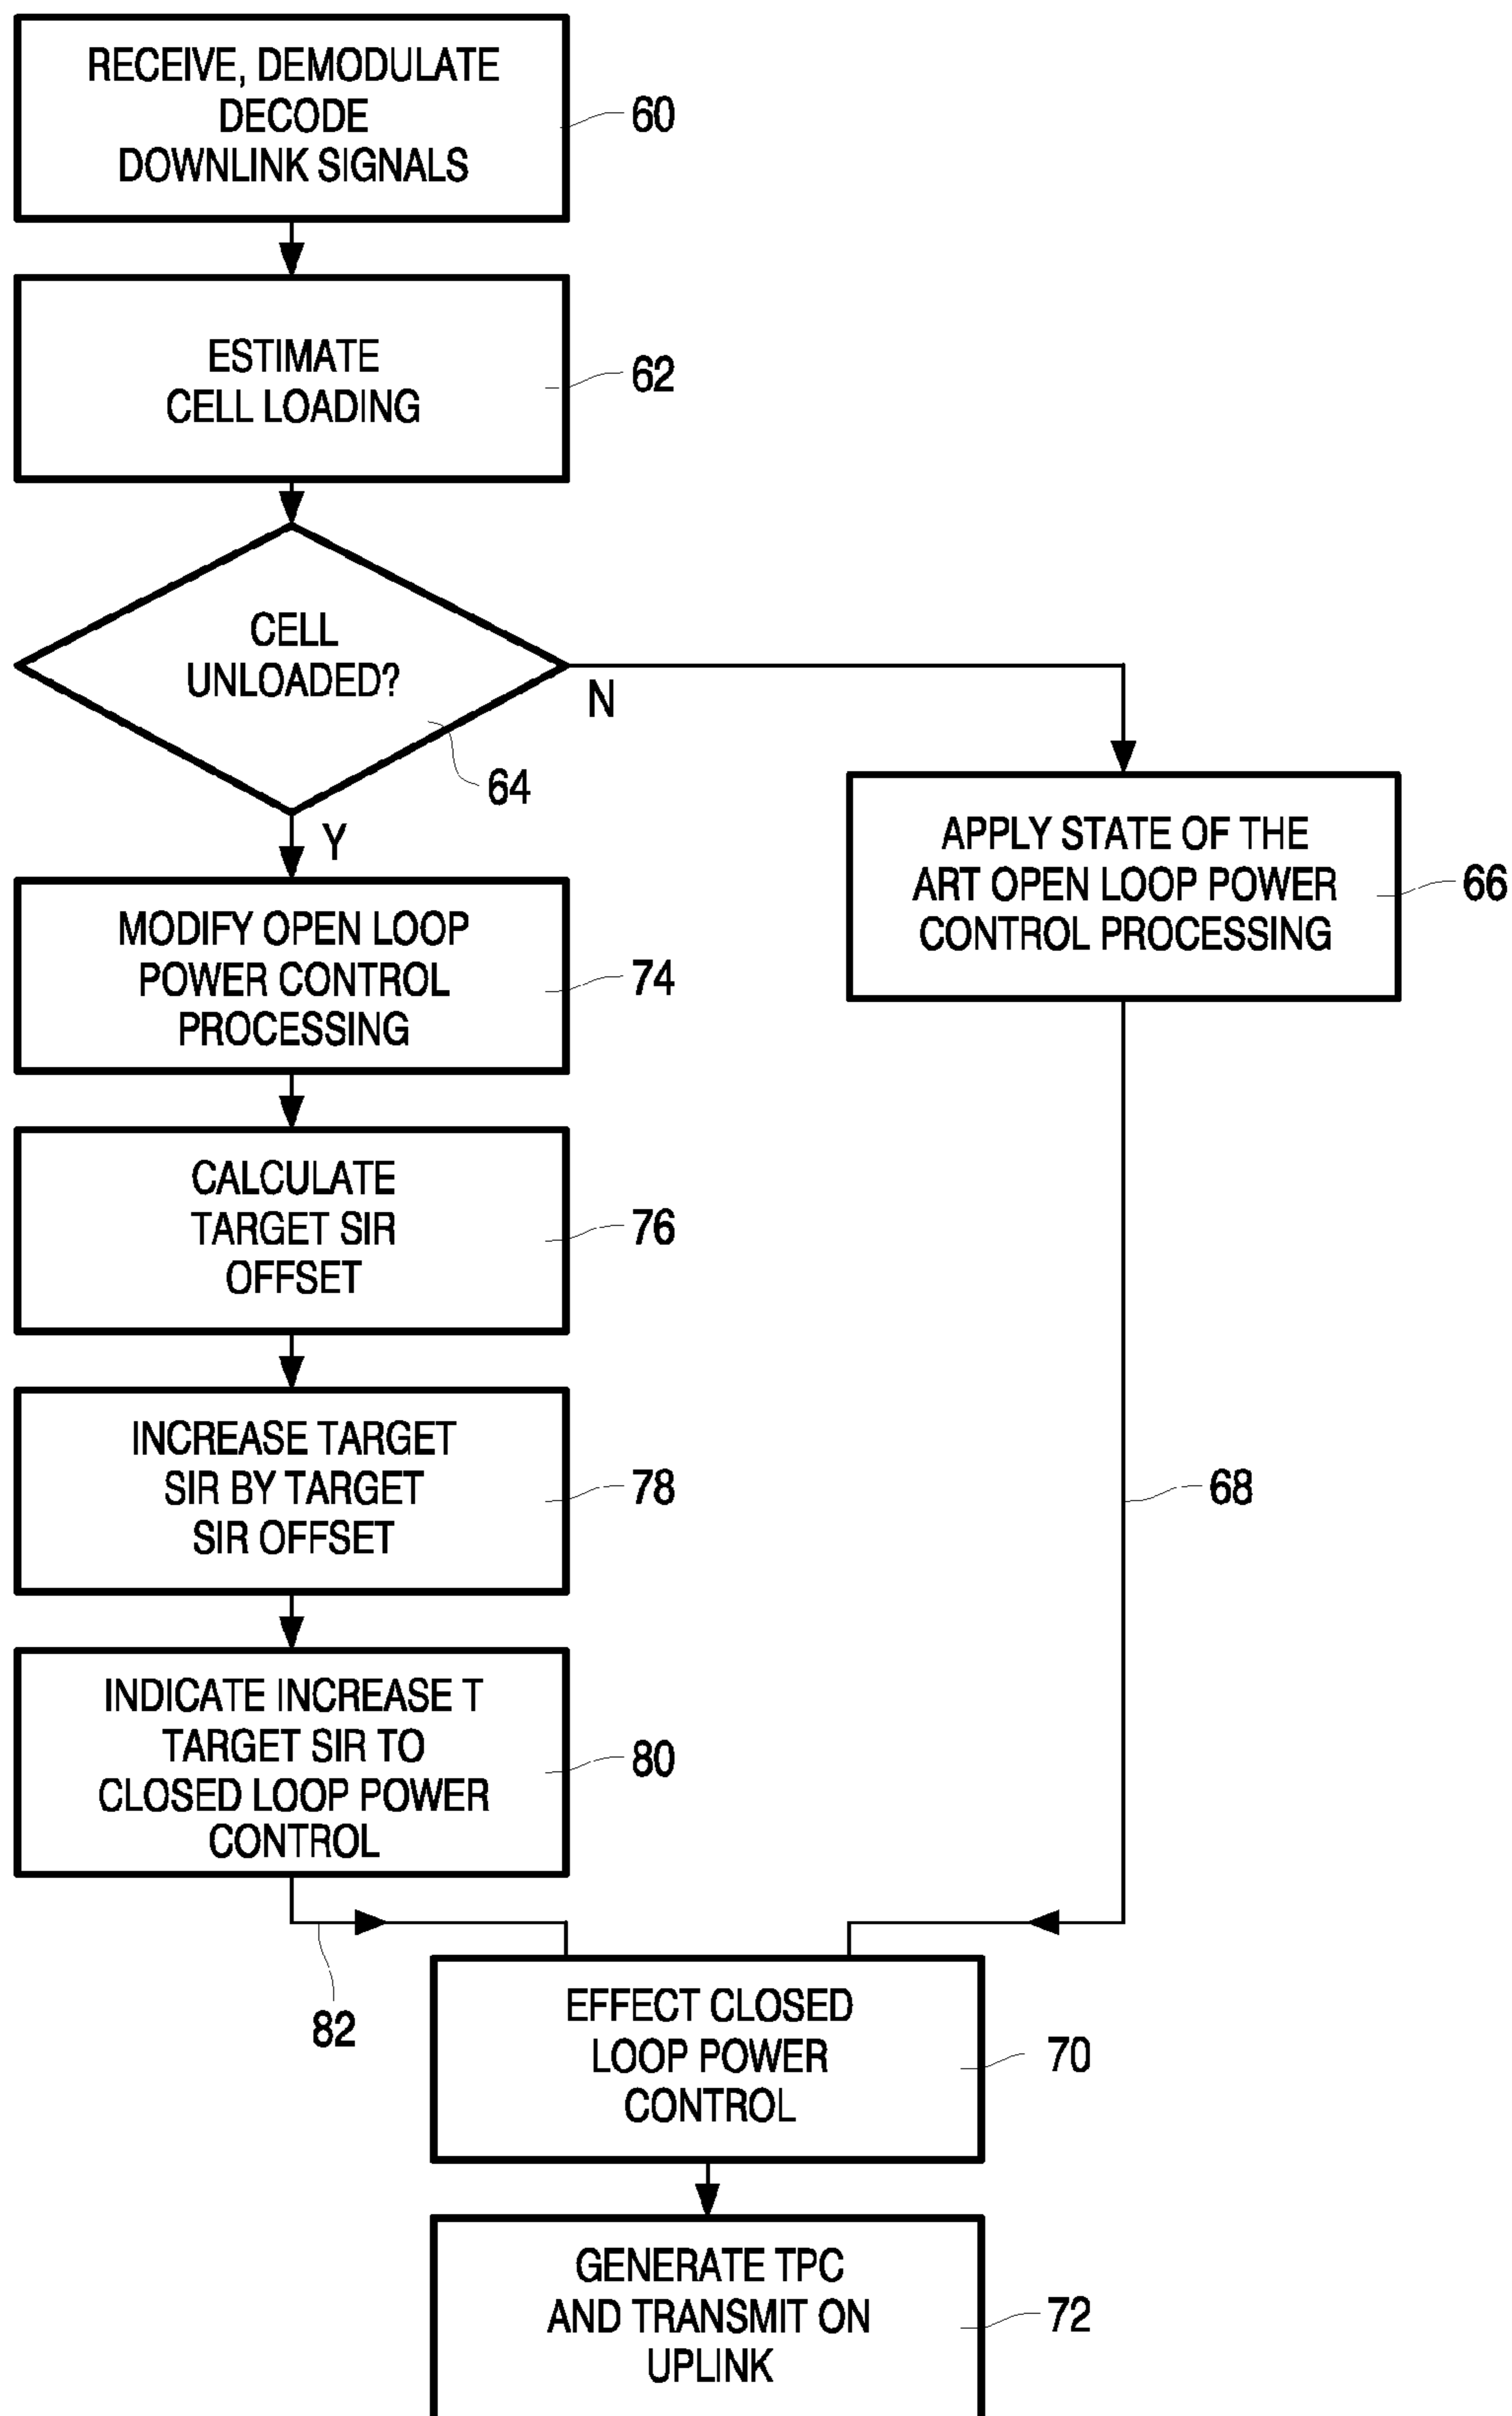 RECEIVE, DEMODULATE
DECODE
DOWNLINK SIGNALS
60
ESTIMATE
CELL LOADING
62
CELL
UNLOADED?
64
N
Y
APPLY STATE OF THE
ART OPEN LOOP POWER
CONTROL PROCESSING
66
MODIFY OPEN LOOP
POWER CONTROL
PROCESSING
74
CALCULATE
TARGET SIR
OFFSET
76
INCREASE TARGET
SIR BY TARGET
SIR OFFSET
78
68
INDICATE INCREASE T
TARGET SIR TO
CLOSED LOOP POWER
CONTROL
80
82
EFFECT CLOSED
LOOP POWER
CONTROL
70
GENERATE TPC
AND TRANSMIT ON
UPLINK
72